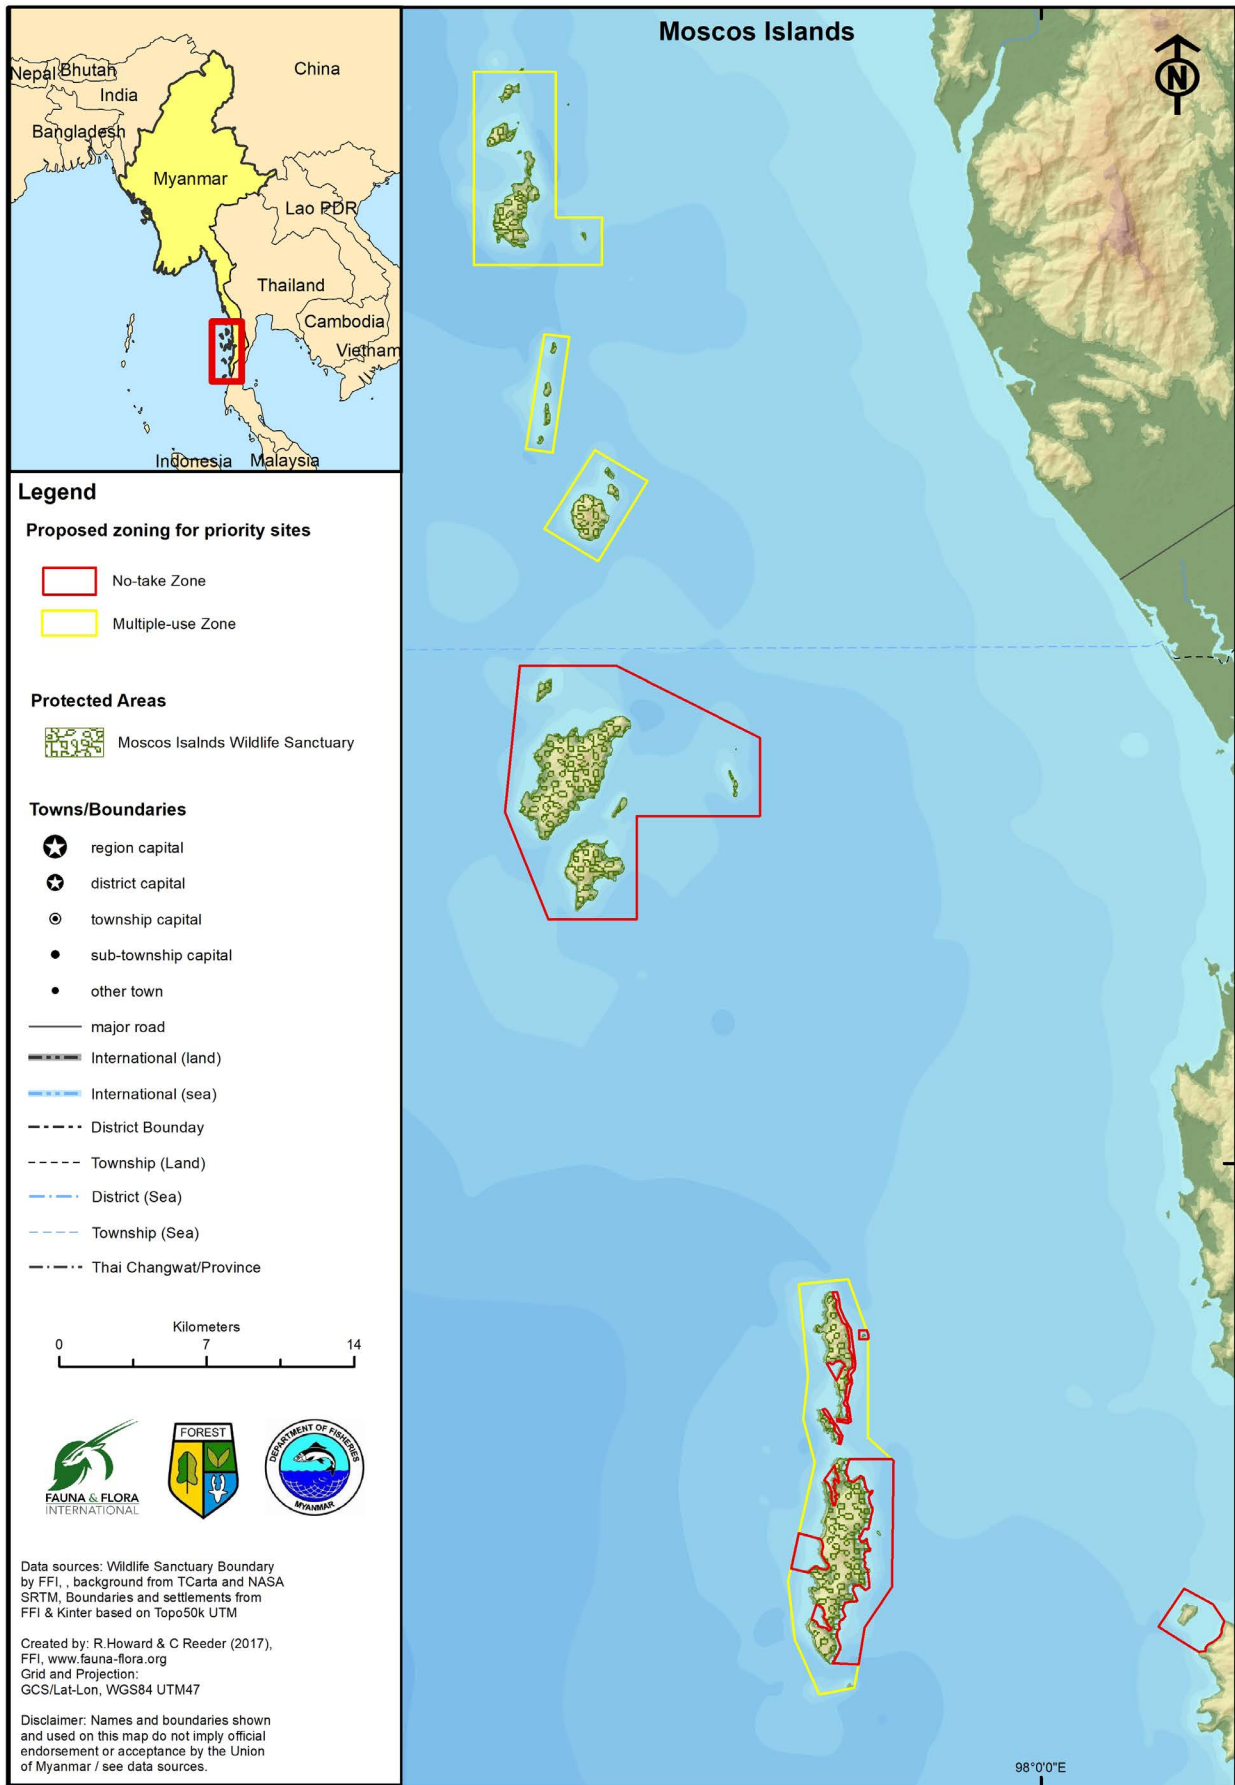 Moscos Islands
N
Nepal
Bhutan
China
India
Bangladesh
Myanmar
Lao PDR
Thailand
Cambodia
Vietnam
Indonesia
Malaysia
Legend
Proposed zoning for priority sites
No-take Zone
Multiple-use Zone
Protected Areas
Moscos Isalnds Wildlife Sanctuary
Towns/Boundaries
region capital
district capital
township capital
sub-township capital
other town
major road
International (land)
International (sea)
District Bounday
Township (Land)
District (Sea)
Township (Sea)
Thai Changwat/Province
Kilometers
0 7 14
FAUNA & FLORA
INTERNATIONAL
FOREST
DEPARTMENT OF FISHERIES
MYANMAR
Data sources: Wildlife Sanctuary Boundary
by FFI, , background from TCarta and NASA
SRTM, Boundaries and settlements from
FFI & Kinter based on Topo50k UTM
Created by: R.Howard & C Reeder (2017),
FFI, www.fauna-flora.org
Grid and Projection:
GCS/Lat-Lon, WGS84 UTM47
Disclaimer: Names and boundaries shown
and used on this map do not imply official
endorsement or acceptance by the Union
of Myanmar / see data sources.
98°0'0"E